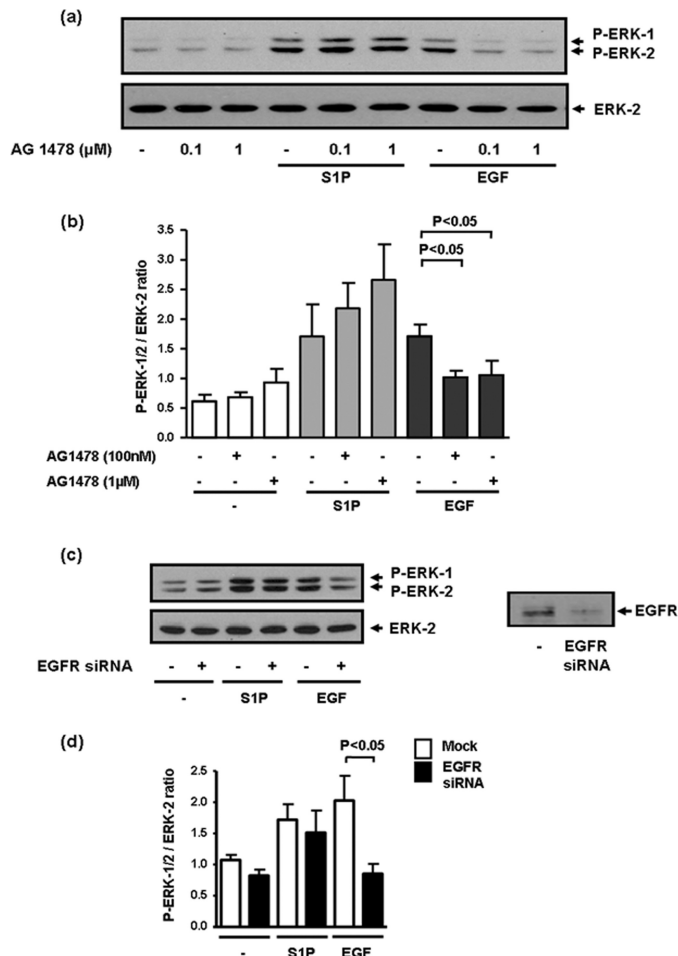 (a)
P-ERK-1
P-ERK-2
ERK-2
AG 1478 (µM) - 0.1 1 - 0.1 1 - 0.1 1
S1P EGF
(b)
P-ERK-1/2 / ERK-2 ratio
3.5
3.0
2.5
2.0
1.5
1.0
0.5
0.0
P<0.05
P<0.05
AG1478 (100nM) - + - - + - - + -
AG1478 (1µM) - - + - - + - - +
- S1P EGF
(c)
P-ERK-1
P-ERK-2
ERK-2
EGFR siRNA - + - + - +
- S1P EGF
EGFR
- EGFR
siRNA
(d)
P-ERK-1/2 / ERK-2 ratio
2.5
2.0
1.5
1.0
0.5
0.0
P<0.05
Mock
EGFR
siRNA
- S1P EGF